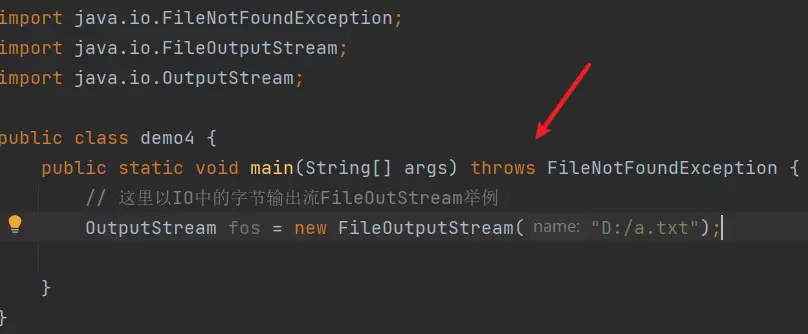 import java.io.FileNotFoundException;
import java.io.FileOutputStream;
import java.io.OutputStream;
public class demo4 {
public static void main(String[] args) throws FileNotFoundException {
// 这里以IO中的字节输出流FileOutStream举例
OutputStream fos = new FileOutputStream( name: "D:/a.txt");
}
}